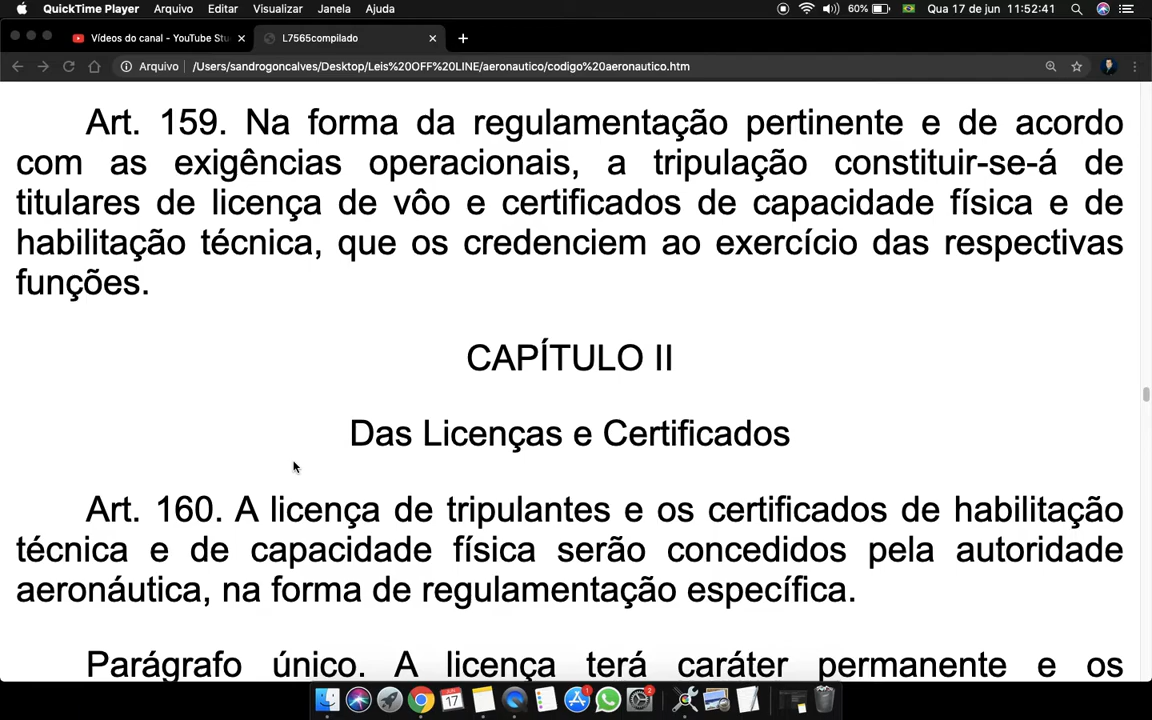 QuickTime Player Arquivo Editar Visualizar Janela Ajuda 60% Qua 17 de jun 11:52:41
Vídeos do canal - YouTube Stu L7565compilado
Arquivo /Users/sandrogoncalves/Desktop/Leis%20OFF%20LINE/aeronautico/codigo%20aeronautico.htm
Art. 159. Na forma da regulamentação pertinente e de acordo
com as exigências operacionais, a tripulação constituir-se-á de
titulares de licença de vôo e certificados de capacidade física e de
habilitação técnica, que os credenciem ao exercício das respectivas
funções.
CAPÍTULO II
Das Licenças e Certificados
Art. 160. A licença de tripulantes e os certificados de habilitação
técnica e de capacidade física serão concedidos pela autoridade
aeronáutica, na forma de regulamentação específica.
Parágrafo único. A licença terá caráter permanente e os
JUN
17
1
2